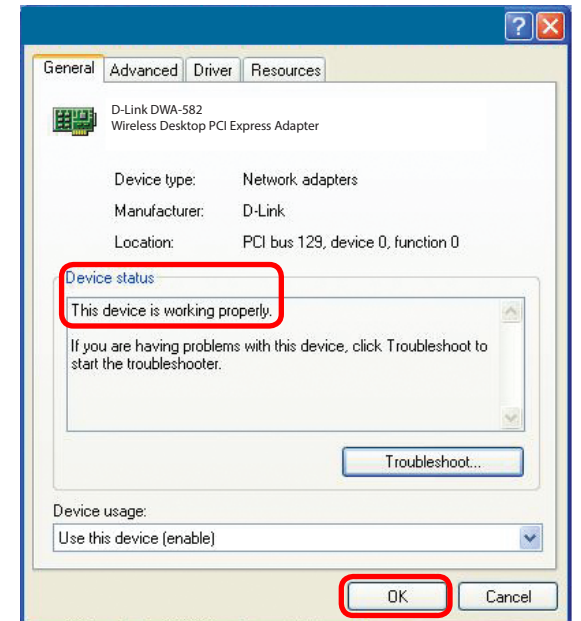 General Advanced Driver Resources
D-Link DWA-582
Wireless Desktop PCI Express Adapter
Device type: Network adapters
Manufacturer: D-Link
Location: PCI bus 129, device 0, function 0
Device status
This device is working properly.
If you are having problems with this device, click Troubleshoot to
start the troubleshooter.
Troubleshoot...
Device usage:
Use this device (enable)
OK Cancel